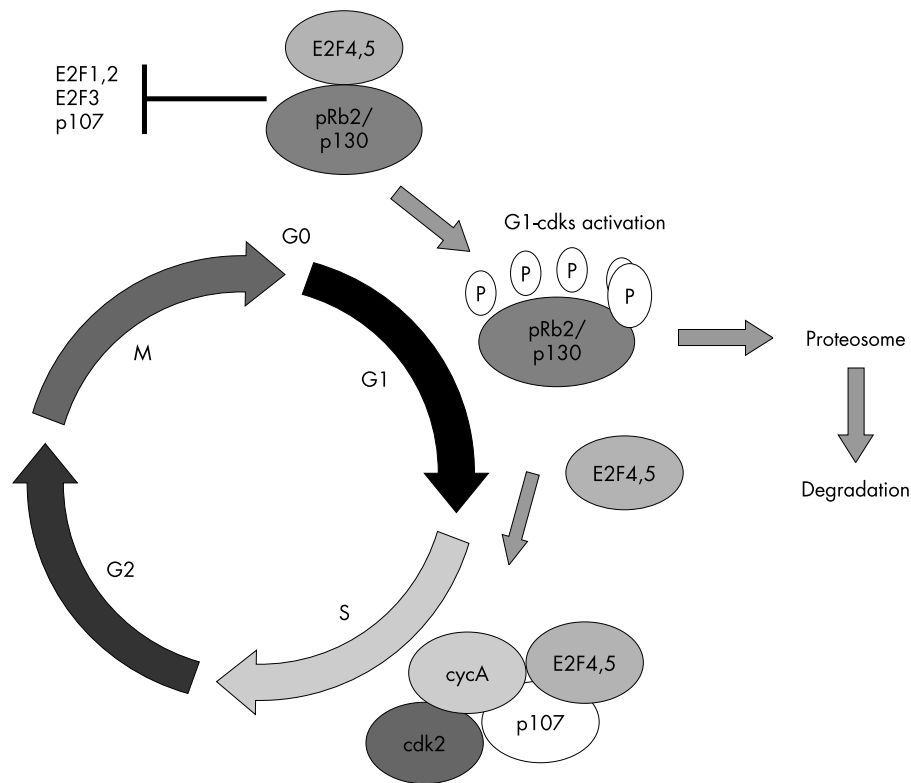 E2F4,5
E2F1,2
E2F3
p107
pRb2/
p130
G1-cdks activation
G0
P
P
P
P
pRb2/
p130
Proteosome
M
G1
E2F4,5
Degradation
G2
S
E2F4,5
cycA
p107
cdk2